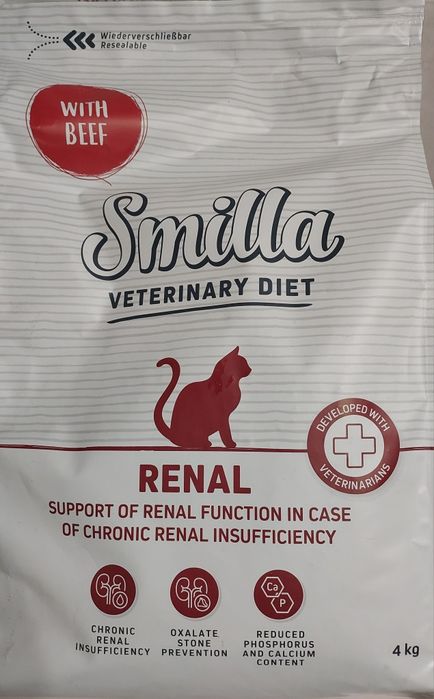 Wiederverschließbar
Resealable
WITH
BEEF
Smilla
VETERINARY DIET
DEVELOPED WITH
VETERINARIANS
RENAL
SUPPORT OF RENAL FUNCTION IN CASE
OF CHRONIC RENAL INSUFFICIENCY
Ca
P
CHRONIC
RENAL
INSUFFICIENCY
OXALATE
STONE
PREVENTION
REDUCED
PHOSPHORUS
AND CALCIUM
CONTENT
4 kg